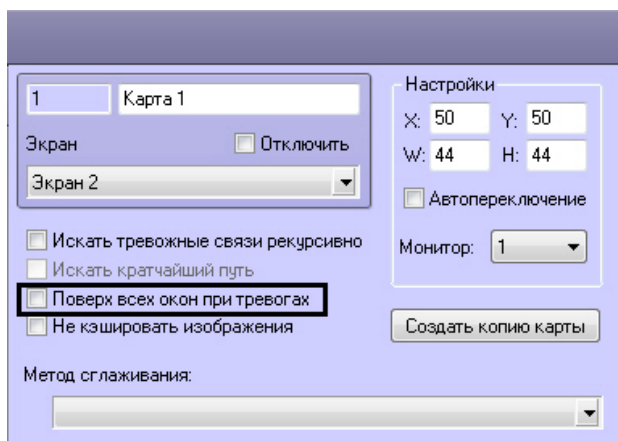 1
Карта 1
Экран
Отключить
Экран 2
Искать тревожные связи рекурсивно
Искать кратчайший путь
Поверх всех окон при тревогах
Не кэшировать изображения
Настройки
X: 50 Y: 50
W: 44 H: 44
Автопереключение
Монитор: 1
Создать копию карты
Метод сглаживания: